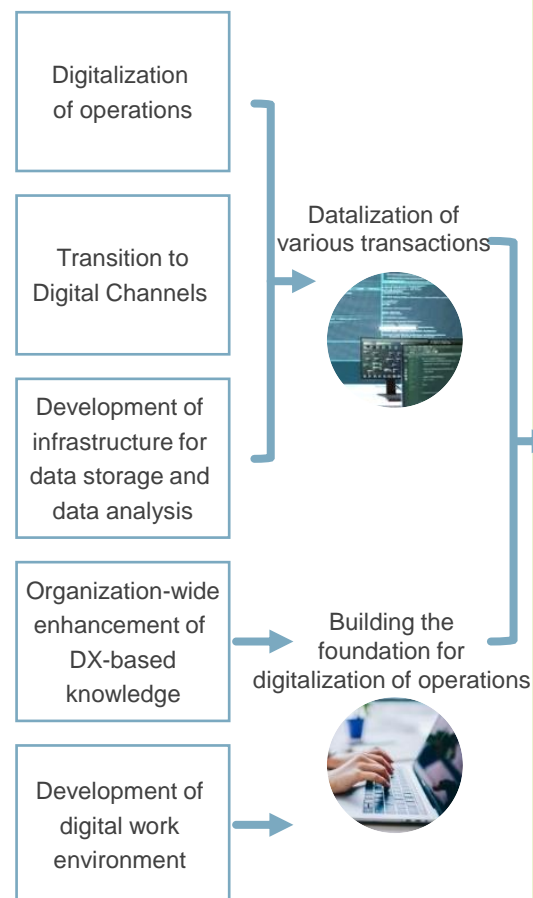 Digitalization
of operations
Transition to
Digital Channels
Development of
infrastructure for
data storage and
data analysis
Organization-wide
enhancement of
DX-based
knowledge
Development of
digital work
environment
Datalization of
various transactions
Building the
foundation for
digitalization of operations